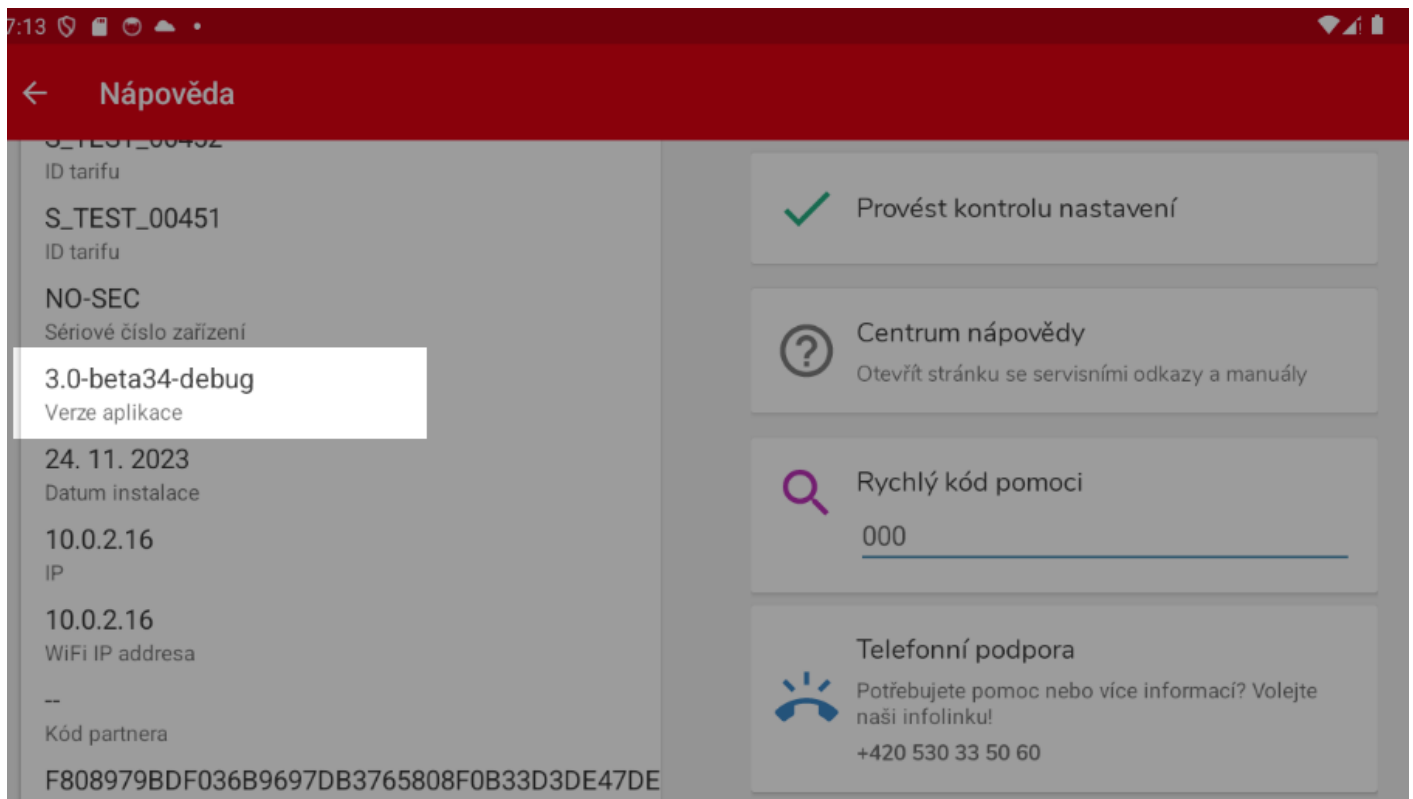 7:13
Nápověda
ID tarifu
S_TEST_00451
ID tarifu
NO-SEC
Sériové číslo zařízení
3.0-beta34-debug
Verze aplikace
24. 11. 2023
Datum instalace
10.0.2.16
IP
10.0.2.16
WiFi IP addresa
--
Kód partnera
F808979BDF036B9697DB3765808F0B33D3DE47DE
Provést kontrolu nastavení
Centrum nápovědy
Otevřít stránku se servisními odkazy a manuály
Rychlý kód pomoci
000
Telefonní podpora
Potřebujete pomoc nebo více informací? Volejte
naši infolinku!
+420 530 33 50 60